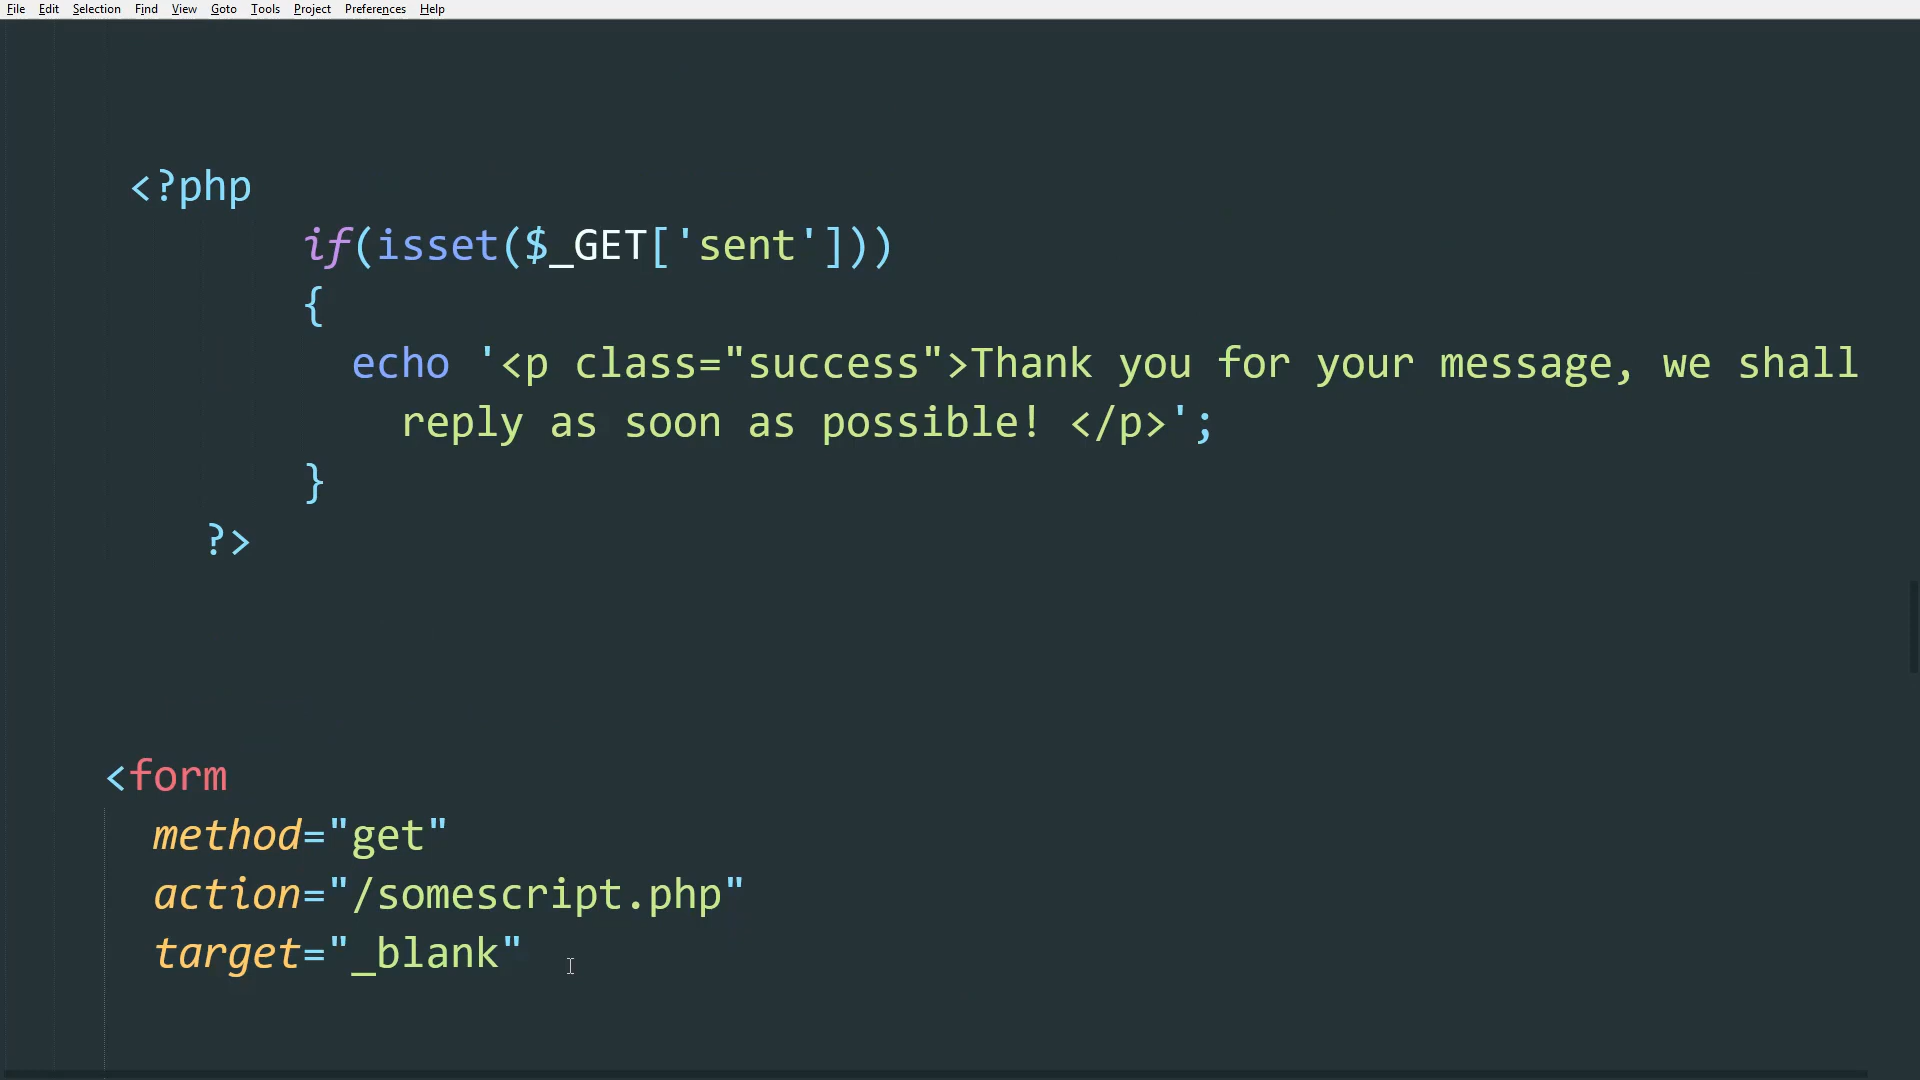 File Edit Selection Find View Goto Tools Project Preferences Help
<?php
if(isset($_GET['sent']))
{
echo '<p class="success">Thank you for your message, we shall
reply as soon as possible! </p>';
}
?>
<form
method="get"
action="/somescript.php"
target="_blank"